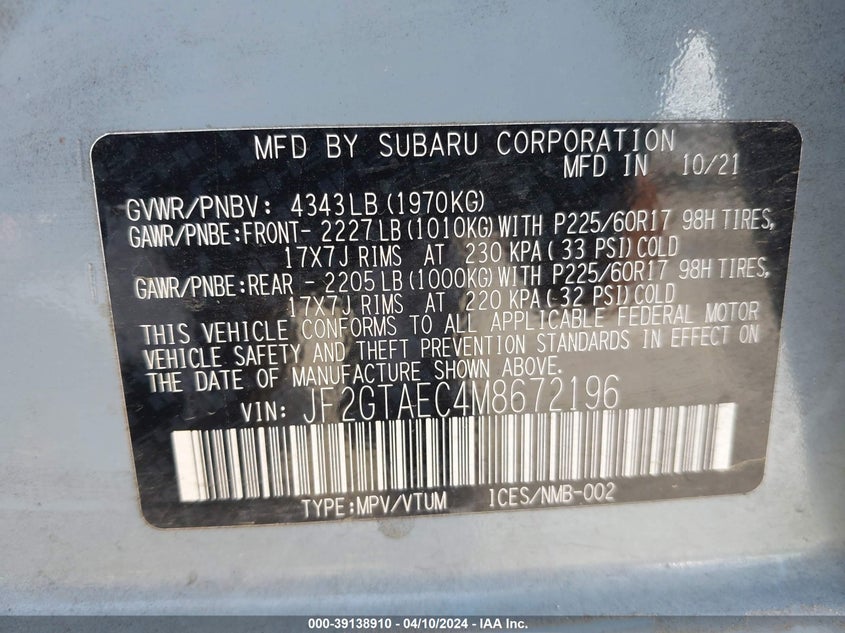 MFD BY SUBARU CORPORATION
MFD IN 10/21
GVWR/PNBV: 4343LB(1970KG)
GAWR/PNBE:FRONT- 2227LB(1010KG)WITH P225/60R17 98H TIRES,
17X7J RIMS AT 230 KPA( 33 PSI)COLD
GAWR/PNBE:REAR - 2205LB(1000KG)WITH P225/60R17 98H TIRES,
17X7J RIMS AT 220 KPA( 32 PSI)COLD
THIS VEHICLE CONFORMS TO ALL APPLICABLE FEDERAL MOTOR
VEHICLE SAFETY AND THEFT PREVENTION STANDARDS IN EFFECT ON
THE DATE OF MANUFACTURE SHOWN ABOVE.
VIN: JF2GTAEC4M8672196
TYPE:MPV/VTUM ICES/NMB-002
000-39138910 - 04/10/2024 - IAA Inc.